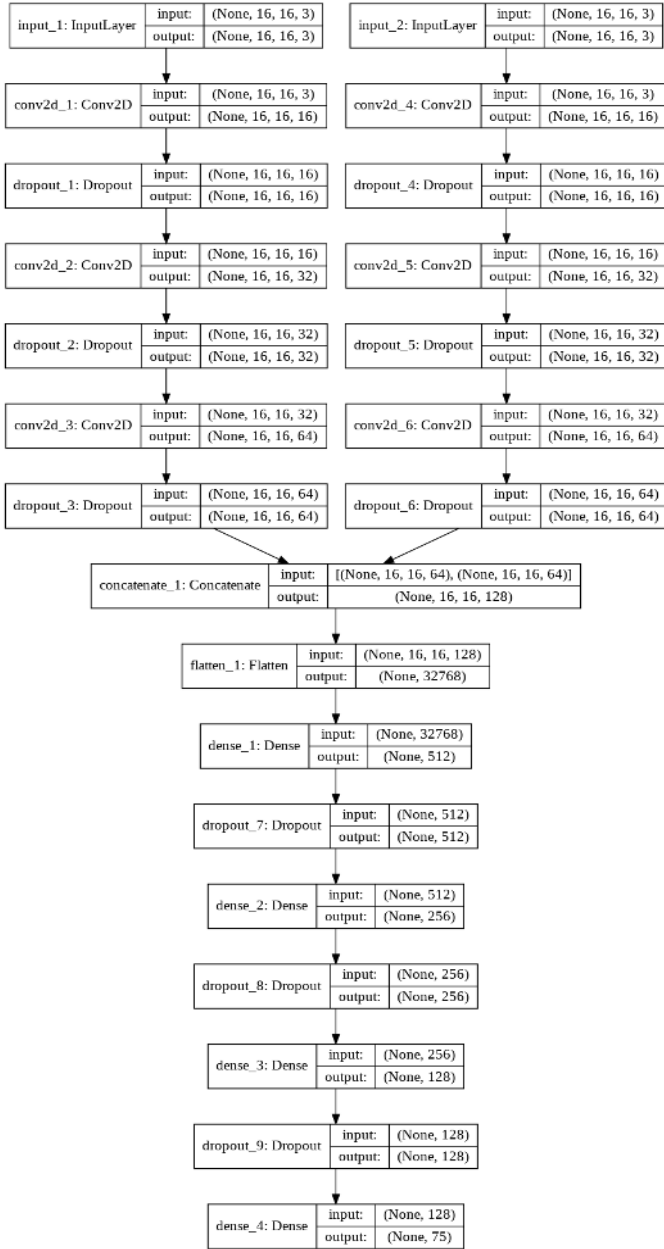 input_1: InputLayer input: (None, 16, 16, 3)
output: (None, 16, 16, 3)
input_2: InputLayer input: (None, 16, 16, 3)
output: (None, 16, 16, 3)
conv2d_1: Conv2D input: (None, 16, 16, 3)
output: (None, 16, 16, 16)
conv2d_4: Conv2D input: (None, 16, 16, 3)
output: (None, 16, 16, 16)
dropout_1: Dropout input: (None, 16, 16, 16)
output: (None, 16, 16, 16)
dropout_4: Dropout input: (None, 16, 16, 16)
output: (None, 16, 16, 16)
conv2d_2: Conv2D input: (None, 16, 16, 16)
output: (None, 16, 16, 32)
conv2d_5: Conv2D input: (None, 16, 16, 16)
output: (None, 16, 16, 32)
dropout_2: Dropout input: (None, 16, 16, 32)
output: (None, 16, 16, 32)
dropout_5: Dropout input: (None, 16, 16, 32)
output: (None, 16, 16, 32)
conv2d_3: Conv2D input: (None, 16, 16, 32)
output: (None, 16, 16, 64)
conv2d_6: Conv2D input: (None, 16, 16, 32)
output: (None, 16, 16, 64)
dropout_3: Dropout input: (None, 16, 16, 64)
output: (None, 16, 16, 64)
dropout_6: Dropout input: (None, 16, 16, 64)
output: (None, 16, 16, 64)
concatenate_1: Concatenate input: [(None, 16, 16, 64), (None, 16, 16, 64)]
output: (None, 16, 16, 128)
flatten_1: Flatten input: (None, 16, 16, 128)
output: (None, 32768)
dense_1: Dense input: (None, 32768)
output: (None, 512)
dropout_7: Dropout input: (None, 512)
output: (None, 512)
dense_2: Dense input: (None, 512)
output: (None, 256)
dropout_8: Dropout input: (None, 256)
output: (None, 256)
dense_3: Dense input: (None, 256)
output: (None, 128)
dropout_9: Dropout input: (None, 128)
output: (None, 128)
dense_4: Dense input: (None, 128)
output: (None, 75)